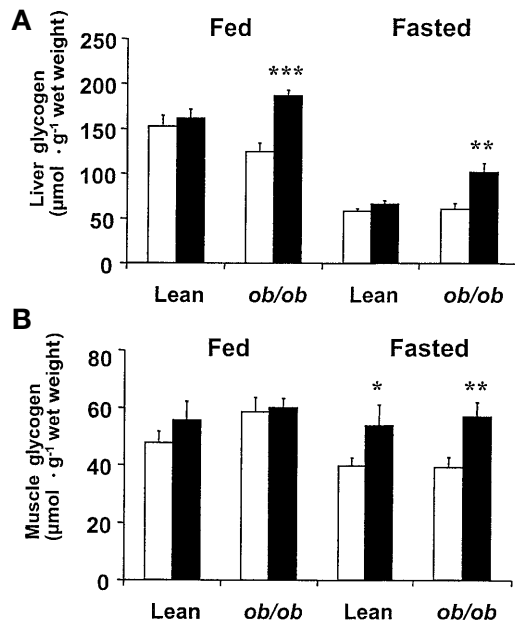 A
Fed Fasted
Liver glycogen
(µmol · g⁻¹ wet weight)
250
200
150
100
50
0
***
**
Lean ob/ob Lean ob/ob
B
Fed Fasted
Muscle glycogen
(µmol · g⁻¹ wet weight)
80
60
40
20
0
*
**
Lean ob/ob Lean ob/ob